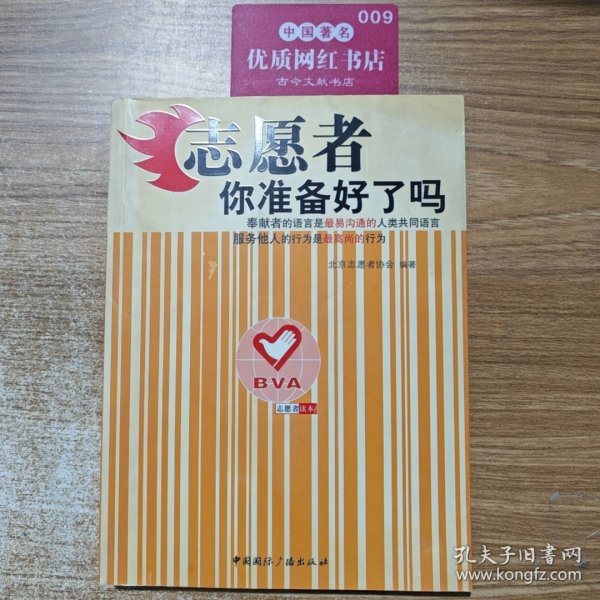 009
中国著名
优质网红书店
古今文献书店
志愿者
你准备好了吗
奉献者的语言是最易沟通的人类共同语言
服务他人的行为是最高尚的行为
北京志愿者协会 编著
BVA
志愿者读本
中国国际广播出版社
孔夫子旧书网
www.kongfz.com